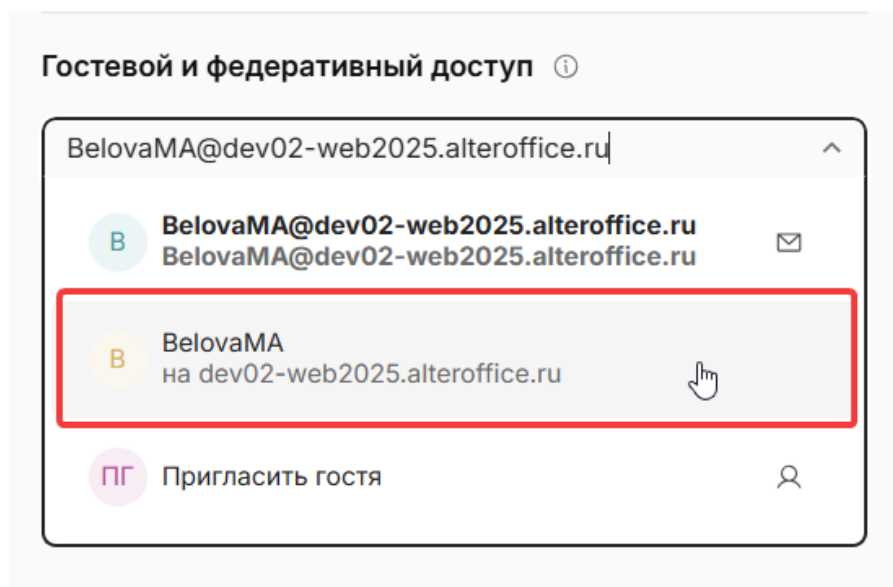 Гостевой и федеративный доступ
BelovaMA@dev02-web2025.alteroffice.ru
B
BelovaMA@dev02-web2025.alteroffice.ru
BelovaMA@dev02-web2025.alteroffice.ru
B
BelovaMA
на dev02-web2025.alteroffice.ru
ПГ
Пригласить гостя